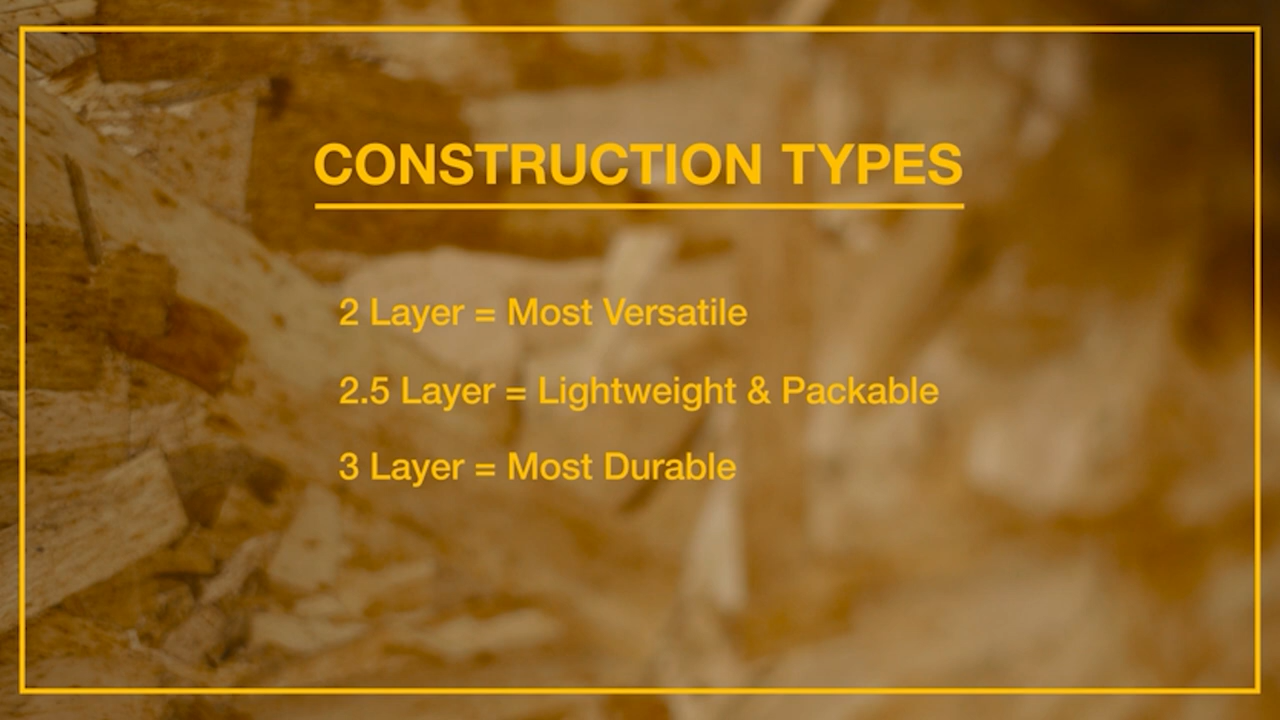 CONSTRUCTION TYPES
2 Layer = Most Versatile
2.5 Layer = Lightweight & Packable
3 Layer = Most Durable